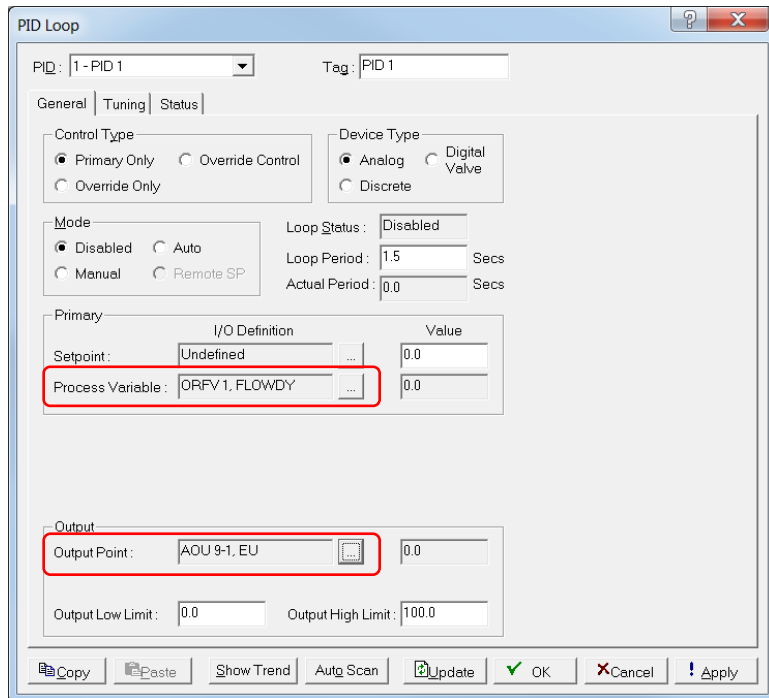 PID Loop
PID : 1 - PID 1 Tag : PID 1
General Tuning Status
Control Type
Primary Only Override Control
Override Only
Device Type
Analog Digital Valve
Discrete
Mode
Disabled Auto
Manual Remote SP
Loop Status : Disabled
Loop Period : 1.5 Secs
Actual Period : 0.0 Secs
Primary
I/O Definition Value
Setpoint : Undefined ... 0.0
Process Variable : ORFV 1, FLOWDY ... 0.0
Output
Output Point : AOU 9-1, EU ... 0.0
Output Low Limit : 0.0 Output High Limit : 100.0
Copy Paste Show Trend Auto Scan Update OK Cancel ! Apply